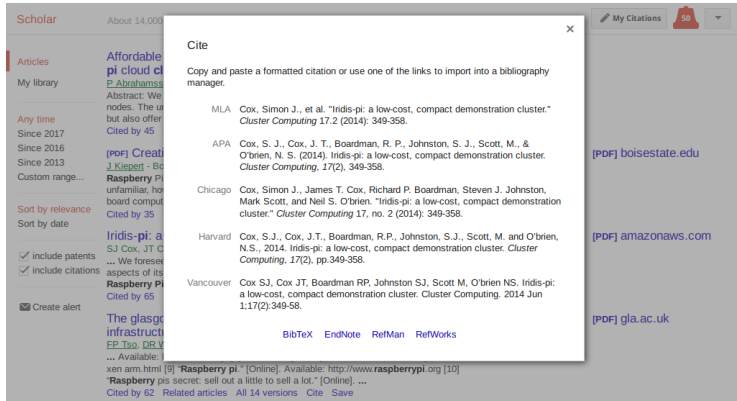 Scholar
About 14,000
My Citations
50
Articles
My library
Any time
Since 2017
Since 2016
Since 2013
Custom range...
Sort by relevance
Sort by date
include patents
include citations
Create alert
Affordable
pi cloud
P Abrahamss
Abstract: We
nodes. The
but also offer
Cited by 45
[PDF] Creati
J Kiepert - Bo
Raspberry Pi
unfamiliar,
board comput
Cited by 35
Iridis-pi: a
SJ Cox, JT C
... We foresee
aspects of its
Raspberry Pi
Cited by 65
The glasgo
infrastructu
FP Tso, DR W
... Available:
xen arm.html [9] “Raspberry pi.” [Online]. Available: http://www.raspberrypi.org [10]
“Raspberry pis secret: sell out a little to sell a lot.” [Online]. ...
Cited by 62 Related articles All 14 versions Cite Save
×
Cite
Copy and paste a formatted citation or use one of the links to import into a bibliography
manager.
MLA Cox, Simon J., et al. "Iridis-pi: a low-cost, compact demonstration cluster."
Cluster Computing 17.2 (2014): 349-358.
APA Cox, S. J., Cox, J. T., Boardman, R. P., Johnston, S. J., Scott, M., &
O'brien, N. S. (2014). Iridis-pi: a low-cost, compact demonstration cluster.
Cluster Computing, 17(2), 349-358.
Chicago Cox, Simon J., James T. Cox, Richard P. Boardman, Steven J. Johnston,
Mark Scott, and Neil S. O'brien. "Iridis-pi: a low-cost, compact demonstration
cluster." Cluster Computing 17, no. 2 (2014): 349-358.
Harvard Cox, S.J., Cox, J.T., Boardman, R.P., Johnston, S.J., Scott, M. and O'brien,
N.S., 2014. Iridis-pi: a low-cost, compact demonstration cluster. Cluster
Computing, 17(2), pp.349-358.
Vancouver Cox SJ, Cox JT, Boardman RP, Johnston SJ, Scott M, O'brien NS. Iridis-pi:
a low-cost, compact demonstration cluster. Cluster Computing. 2014 Jun
1;17(2):349-58.
BibTeX EndNote RefMan RefWorks
[PDF] boisestate.edu
[PDF] amazonaws.com
[PDF] gla.ac.uk